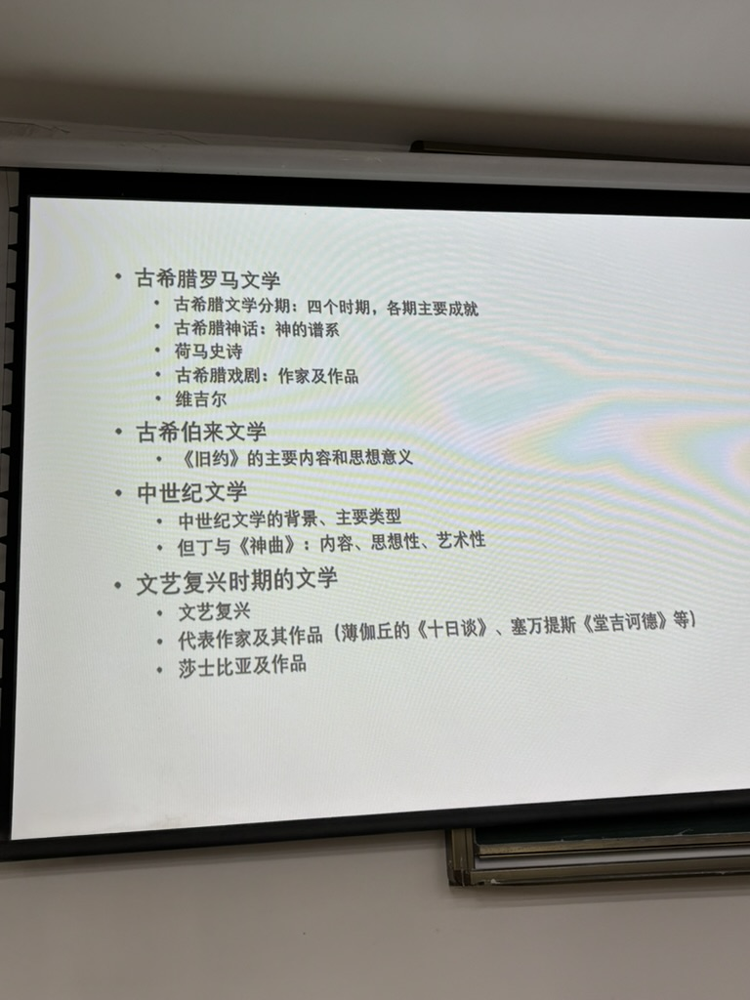 • 古希腊罗马文学
• 古希腊文学分期：四个时期，各期主要成就
• 古希腊神话：神的谱系
• 荷马史诗
• 古希腊戏剧：作家及作品
• 维吉尔
• 古希伯来文学
• 《旧约》的主要内容和思想意义
• 中世纪文学
• 中世纪文学的背景、主要类型
• 但丁与《神曲》：内容、思想性、艺术性
• 文艺复兴时期的文学
• 文艺复兴
• 代表作家及其作品（薄伽丘的《十日谈》、塞万提斯《堂吉诃德》等）
• 莎士比亚及作品